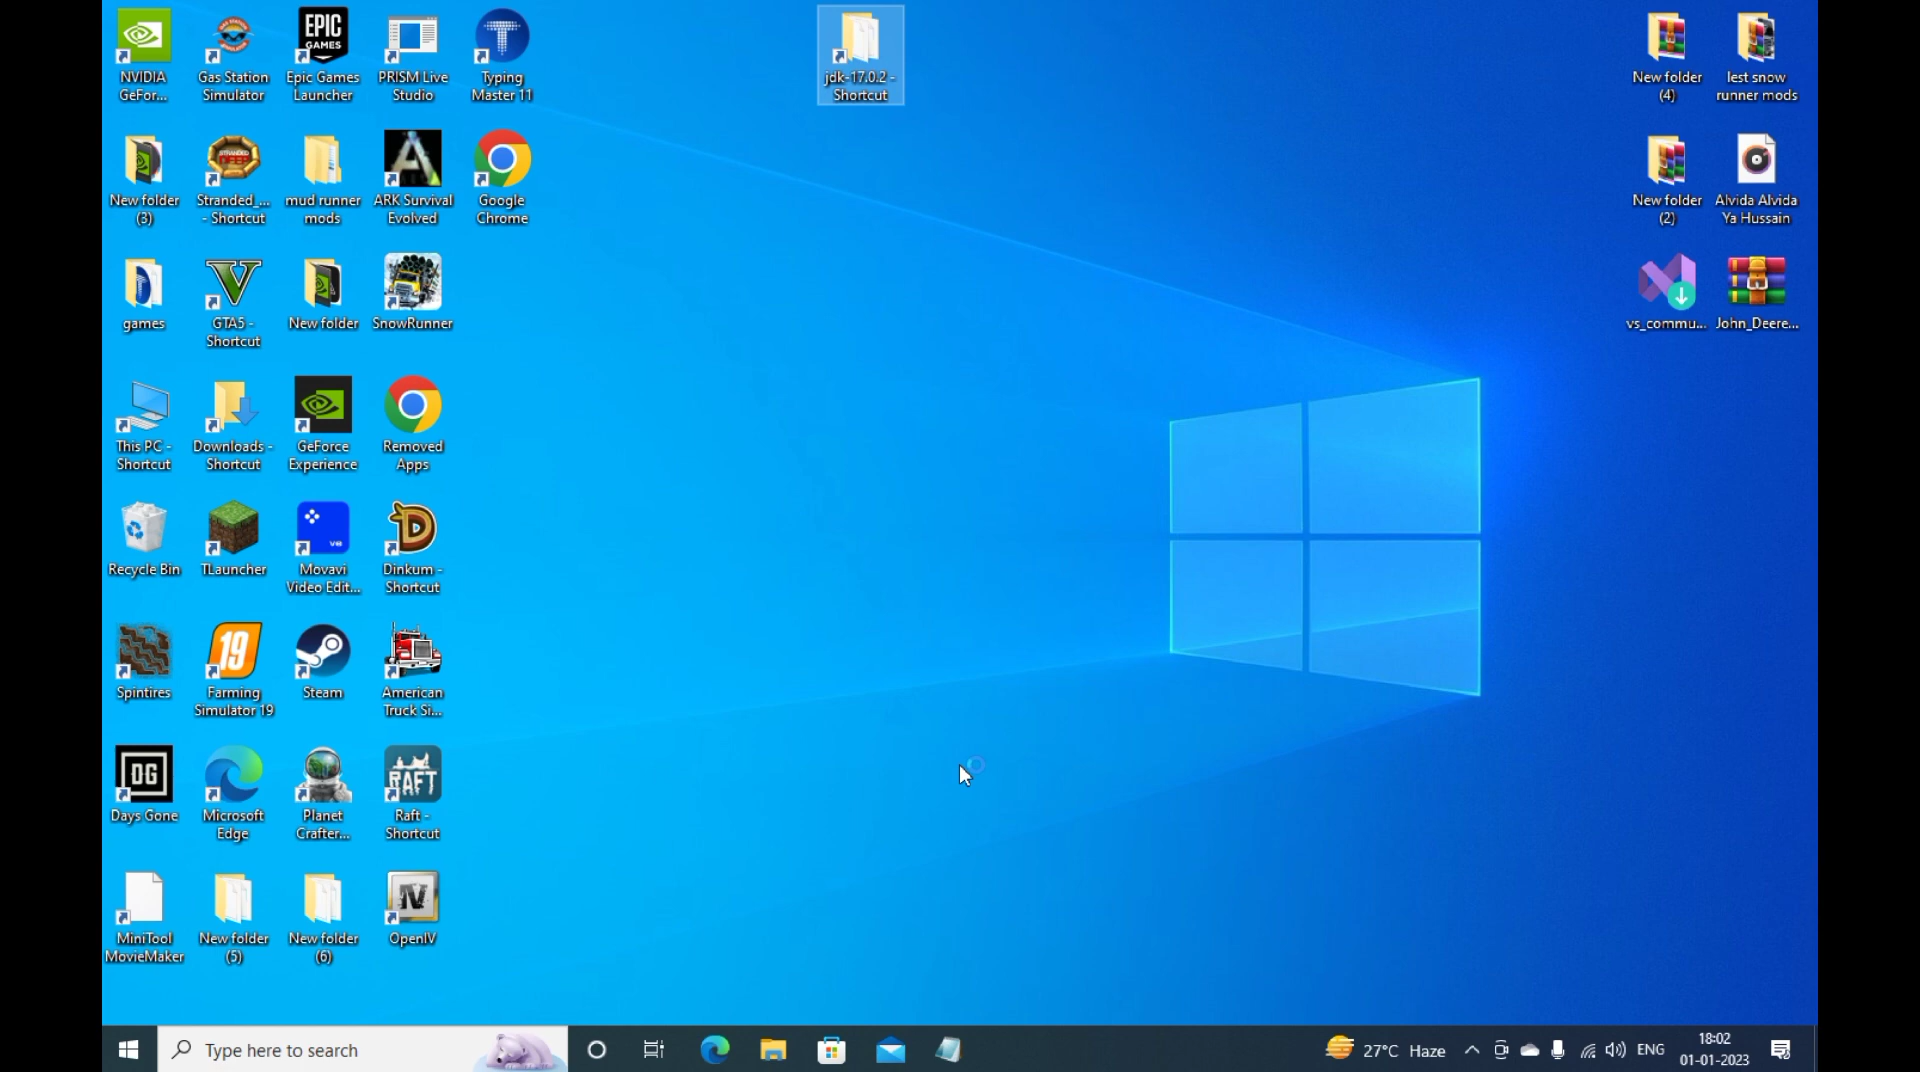 NVIDIA
GeFor...
Gas Station
Simulator
EPIC
GAMES
Epic Games
Launcher
PRISM Live
Studio
Typing
Master 11
jdk-17.0.2 -
Shortcut
New folder
(4)
lest snow
runner mods
New folder
(3)
Stranded_...
- Shortcut
mud runner
mods
ARK Survival
Evolved
Google
Chrome
New folder
(2)
Alvida Alvida
Ya Hussain
games
GTA5 -
Shortcut
New folder
SnowRunner
vs_commu...
John_Deere...
This PC -
Shortcut
Downloads -
Shortcut
GeForce
Experience
Removed
Apps
Recycle Bin
TLauncher
Movavi
Video Edit...
Dinkum -
Shortcut
Spintires
19
Farming
Simulator 19
Steam
American
Truck Si...
DG
Days Gone
Microsoft
Edge
Planet
Crafter...
RAFT
Raft -
Shortcut
MiniTool
MovieMaker
New folder
(5)
New folder
(6)
IV
OpenIV
Type here to search
27°C Haze
ENG
18:02
01-01-2023